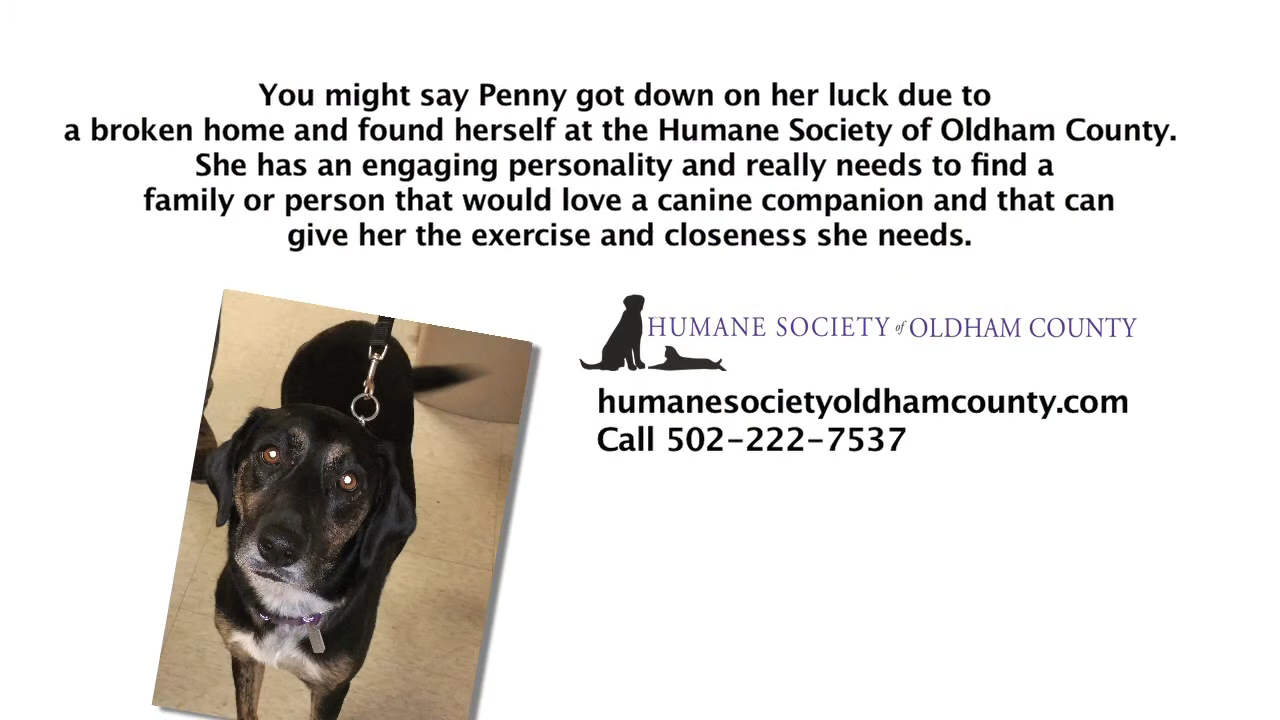 You might say Penny got down on her luck due to
a broken home and found herself at the Humane Society of Oldham County.
She has an engaging personality and really needs to find a
family or person that would love a canine companion and that can
give her the exercise and closeness she needs.
HUMANE SOCIETY of OLDHAM COUNTY
humanesocietyoldhamcounty.com
Call 502-222-7537